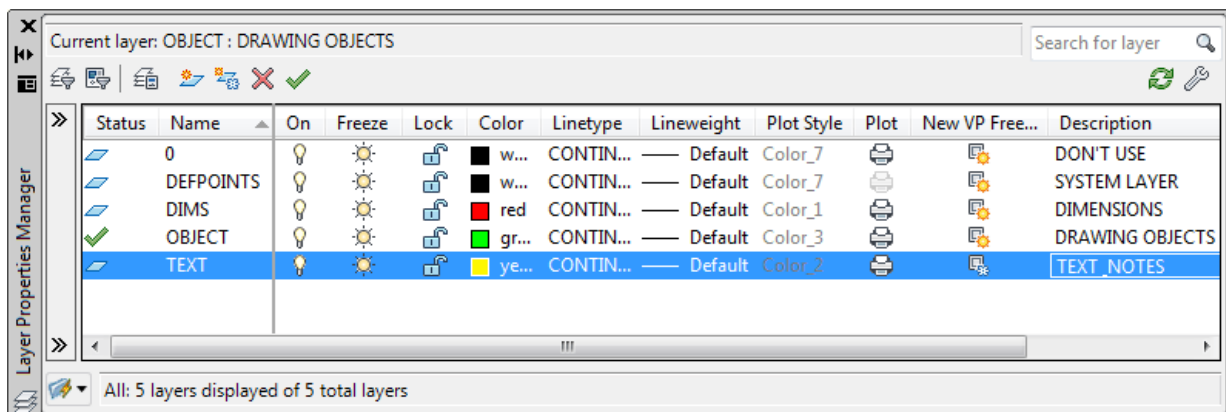 Current layer: OBJECT : DRAWING OBJECTS
Search for layer
Status Name On Freeze Lock Color Linetype Lineweight Plot Style Plot New VP Free... Description
0 w... CONTIN... Default Color_7 DON'T USE
DEFPOINTS w... CONTIN... Default Color_7 SYSTEM LAYER
DIMS red CONTIN... Default Color_1 DIMENSIONS
OBJECT gr... CONTIN... Default Color_3 DRAWING OBJECTS
TEXT ye... CONTIN... Default Color_2 TEXT_NOTES
Layer Properties Manager
All: 5 layers displayed of 5 total layers